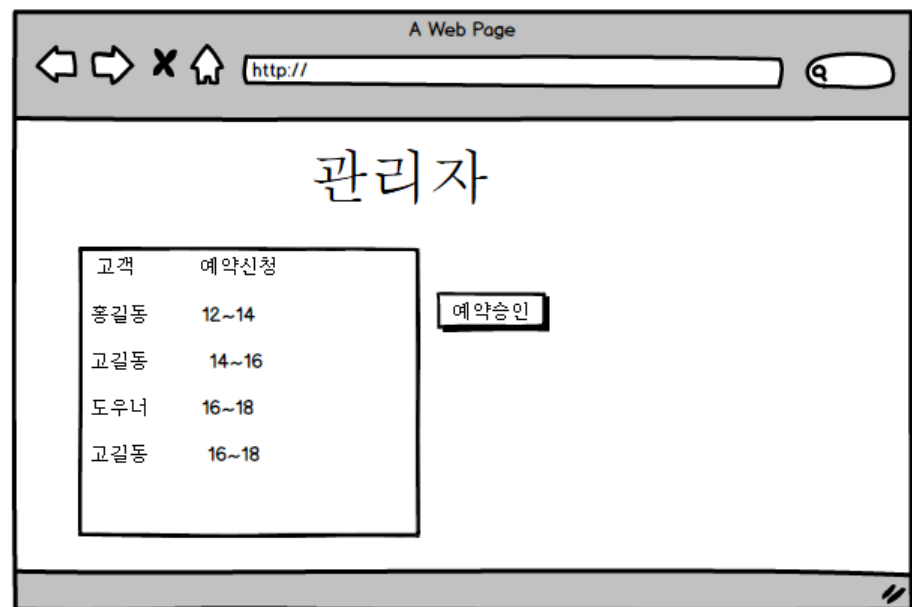 A Web Page
http://
관리자
고객 예약신청
홍길동 12~14 예약승인
고길동 14~16
도우너 16~18
고길동 16~18